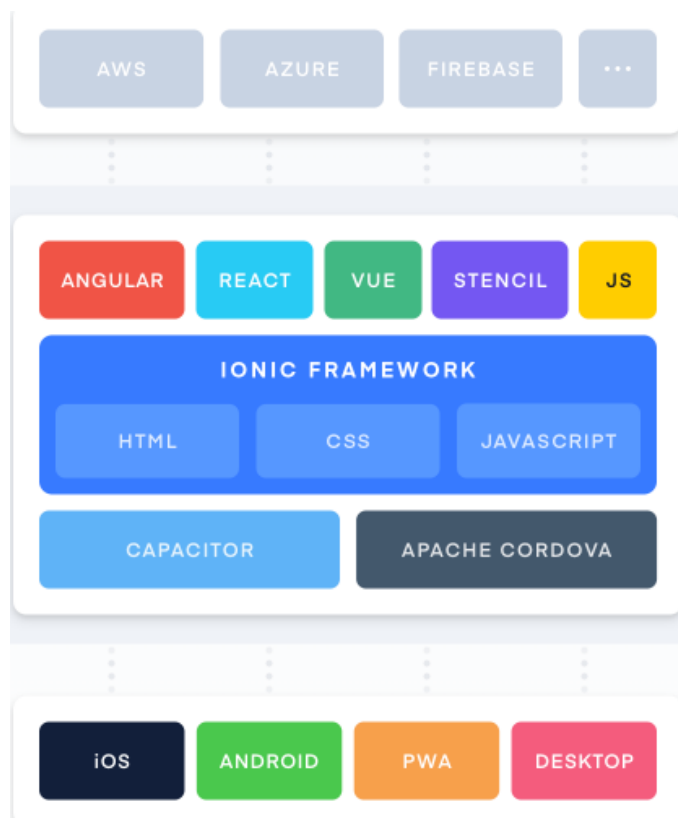 AWS AZURE FIREBASE ...
ANGULAR REACT VUE STENCIL JS
IONIC FRAMEWORK
HTML CSS JAVASCRIPT
CAPACITOR APACHE CORDOVA
iOS ANDROID PWA DESKTOP